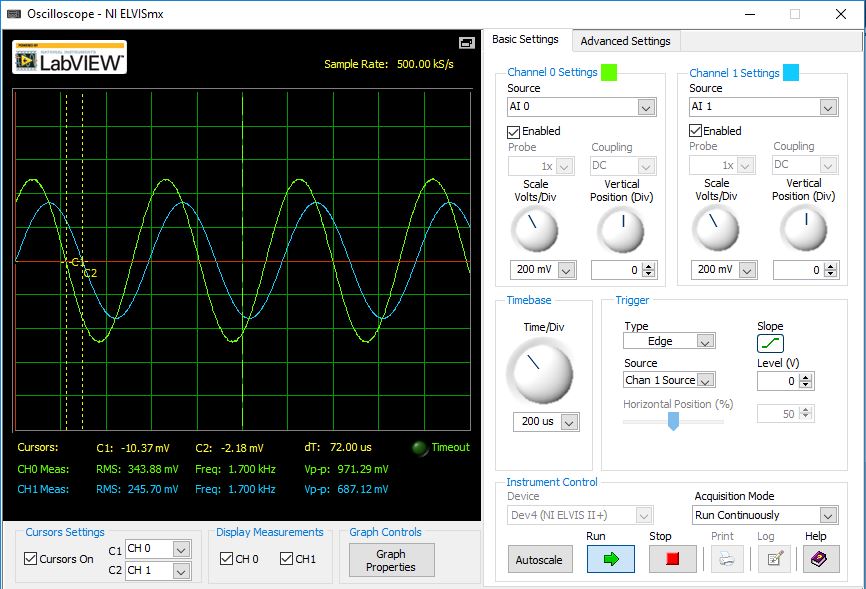 Oscilloscope - NI ELVISmx
LabVIEW™
Sample Rate: 500.00 kS/s
C1
C2
Cursors: C1: -10.37 mV C2: -2.18 mV dT: 72.00 us Timeout
CH0 Meas: RMS: 343.88 mV Freq: 1.700 kHz Vp-p: 971.29 mV
CH1 Meas: RMS: 245.70 mV Freq: 1.700 kHz Vp-p: 687.12 mV
Cursors Settings
Cursors On
C1 CH 0
C2 CH 1
Display Measurements
CH 0 CH1
Graph Controls
Graph
Properties
Basic Settings Advanced Settings
Channel 0 Settings
Source
AI 0
Enabled
Probe Coupling
1x DC
Scale Vertical
Volts/Div Position (Div)
200 mV 0
Channel 1 Settings
Source
AI 1
Enabled
Probe Coupling
1x DC
Scale Vertical
Volts/Div Position (Div)
200 mV 0
Timebase
Time/Div
200 us
Trigger
Type Slope
Edge
Source Level (V)
Chan 1 Source 0
Horizontal Position (%)
50
Instrument Control
Device Acquisition Mode
Dev4 (NI ELVIS II+) Run Continuously
Run Stop Print Log Help
Autoscale